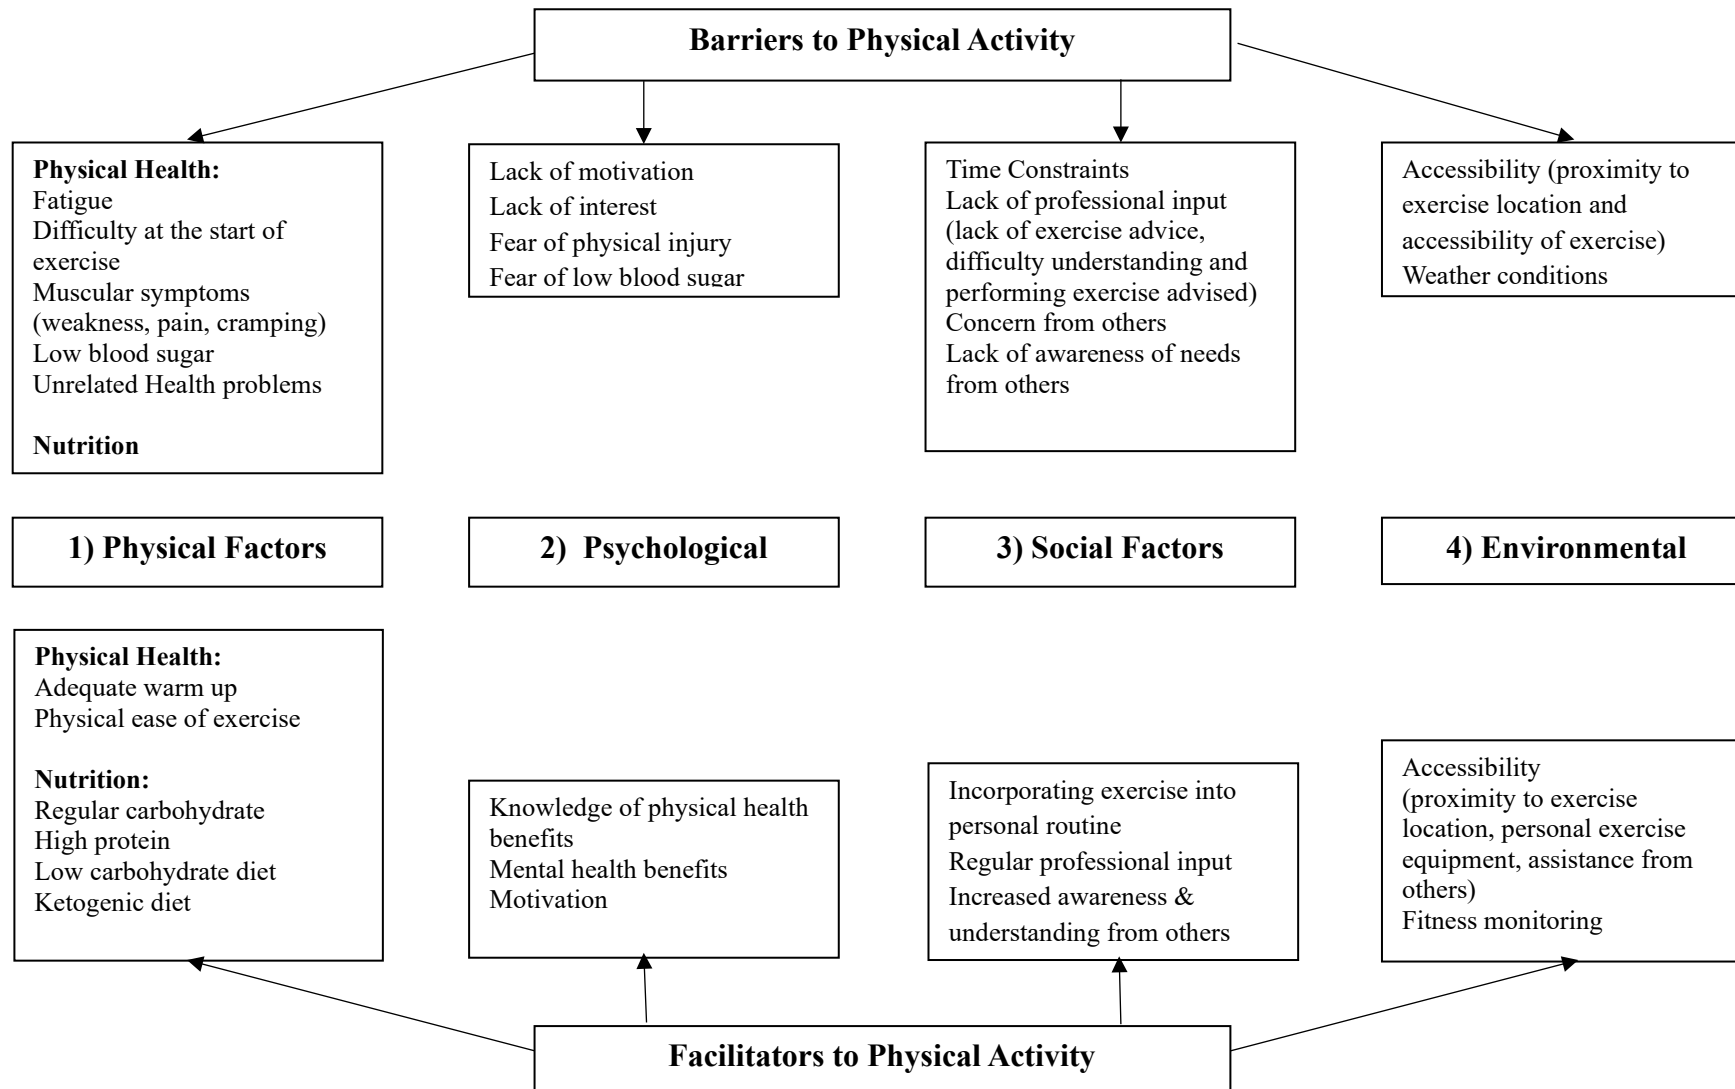 Barriers to Physical Activity
Physical Health:
Fatigue
Difficulty at the start of
exercise
Muscular symptoms
(weakness, pain, cramping)
Low blood sugar
Unrelated Health problems
Nutrition
Lack of motivation
Lack of interest
Fear of physical injury
Fear of low blood sugar
Time Constraints
Lack of professional input
(lack of exercise advice,
difficulty understanding and
performing exercise advised)
Concern from others
Lack of awareness of needs
from others
Accessibility (proximity to
exercise location and
accessibility of exercise)
Weather conditions
1) Physical Factors
2) Psychological
3) Social Factors
4) Environmental
Physical Health:
Adequate warm up
Physical ease of exercise
Nutrition:
Regular carbohydrate
High protein
Low carbohydrate diet
Ketogenic diet
Knowledge of physical health
benefits
Mental health benefits
Motivation
Incorporating exercise into
personal routine
Regular professional input
Increased awareness &
understanding from others
Accessibility
(proximity to exercise
location, personal exercise
equipment, assistance from
others)
Fitness monitoring
Facilitators to Physical Activity